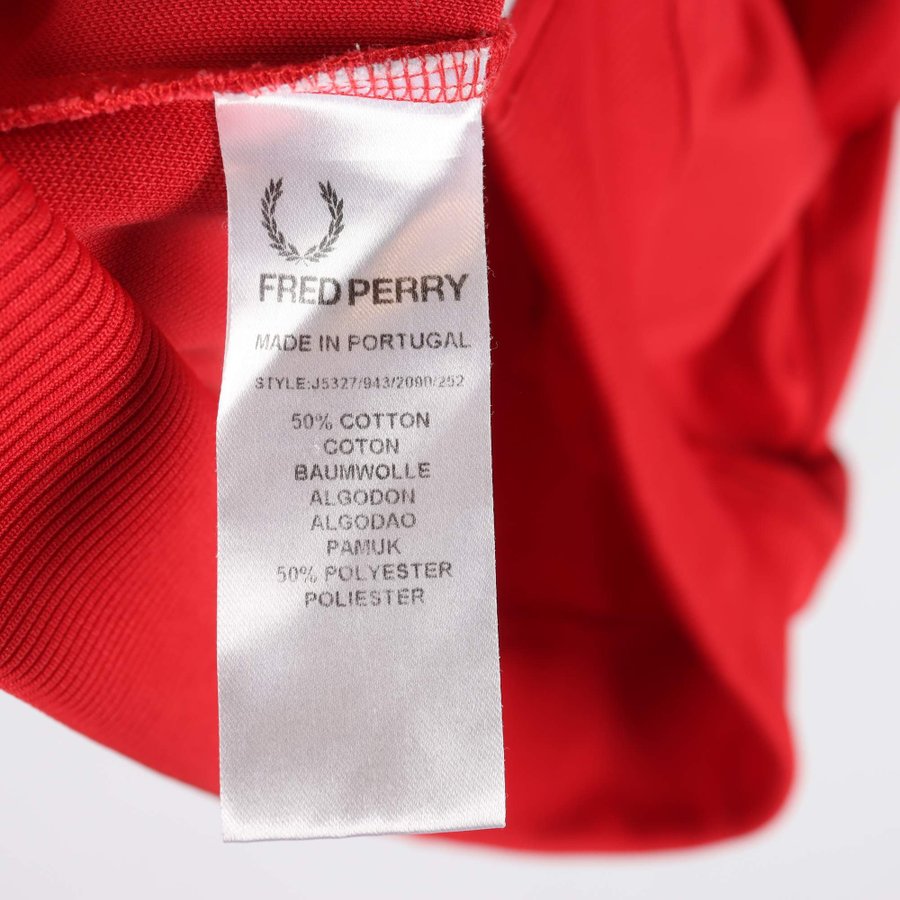 FRED PERRY
MADE IN PORTUGAL
STYLE:J5327/943/2090/252
50% COTTON
COTON
BAUMWOLLE
ALGODON
ALGODAO
PAMUK
50% POLYESTER
POLIESTER